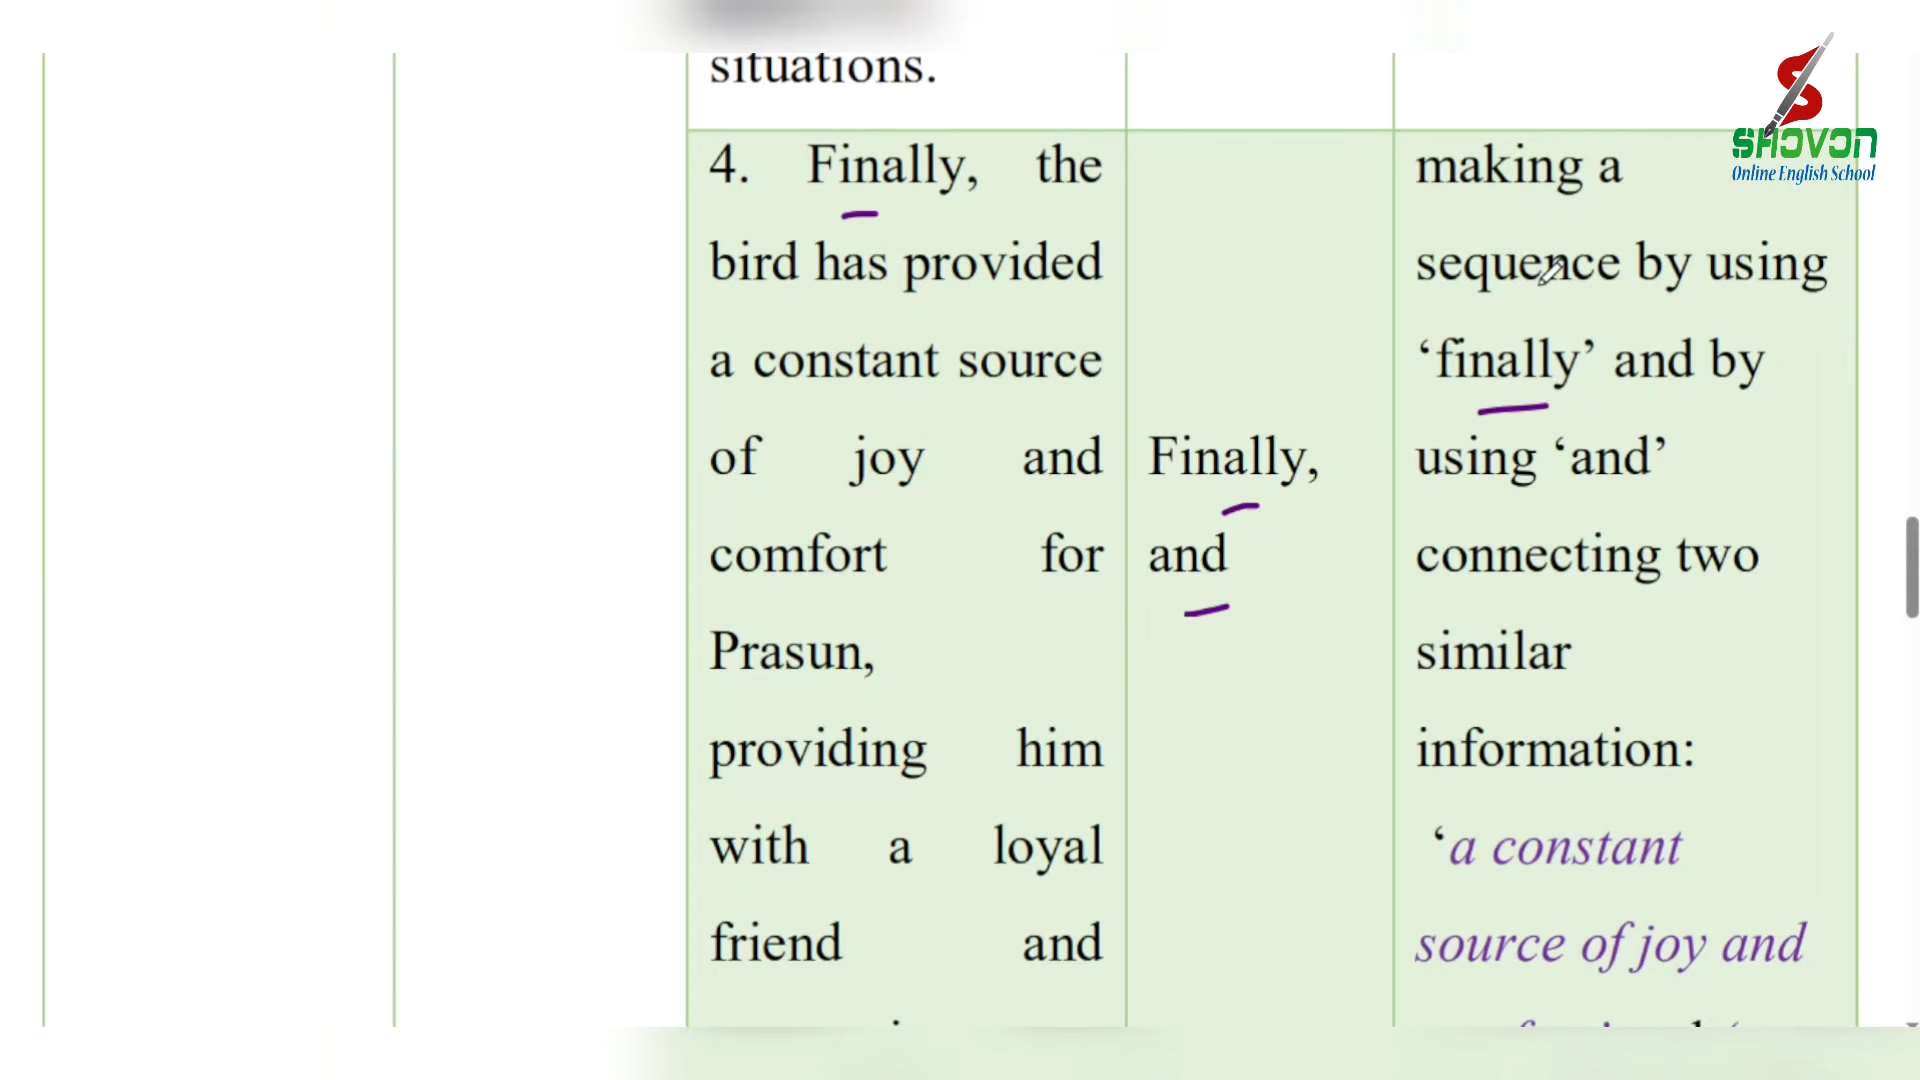 situations.
4. Finally, the
bird has provided
a constant source
of joy and
comfort for
Prasun,
providing him
with a loyal
friend and
Finally,
and
making a
sequence by using
‘finally’ and by
using ‘and’
connecting two
similar
information:
‘a constant
source of joy and
SHOVON
Online English School